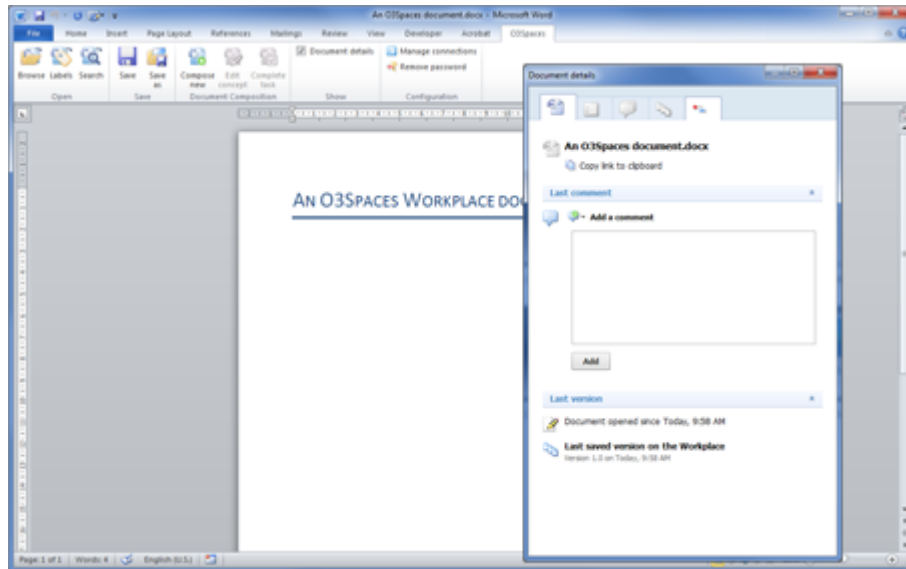 An O3Spaces document.docx - Microsoft Word
File Home Insert Page Layout References Mailings Review View Developer Acrobat O3Spaces
Browse Labels Search Save Save as Compose new Edit concept Complete task
Document details
Manage connections
Remove password
Open Save Document Composition Show Configuration
Document details
An O3Spaces document.docx
Copy link to clipboard
AN O3SPACES WORKPLACE DO
Last comment
Add a comment
Add
Last version
Document opened since Today, 9:58 AM
Last saved version on the Workplace
Version 1.0 on Today, 9:58 AM
Page: 1 of 1 Words: 4 English (U.S.)